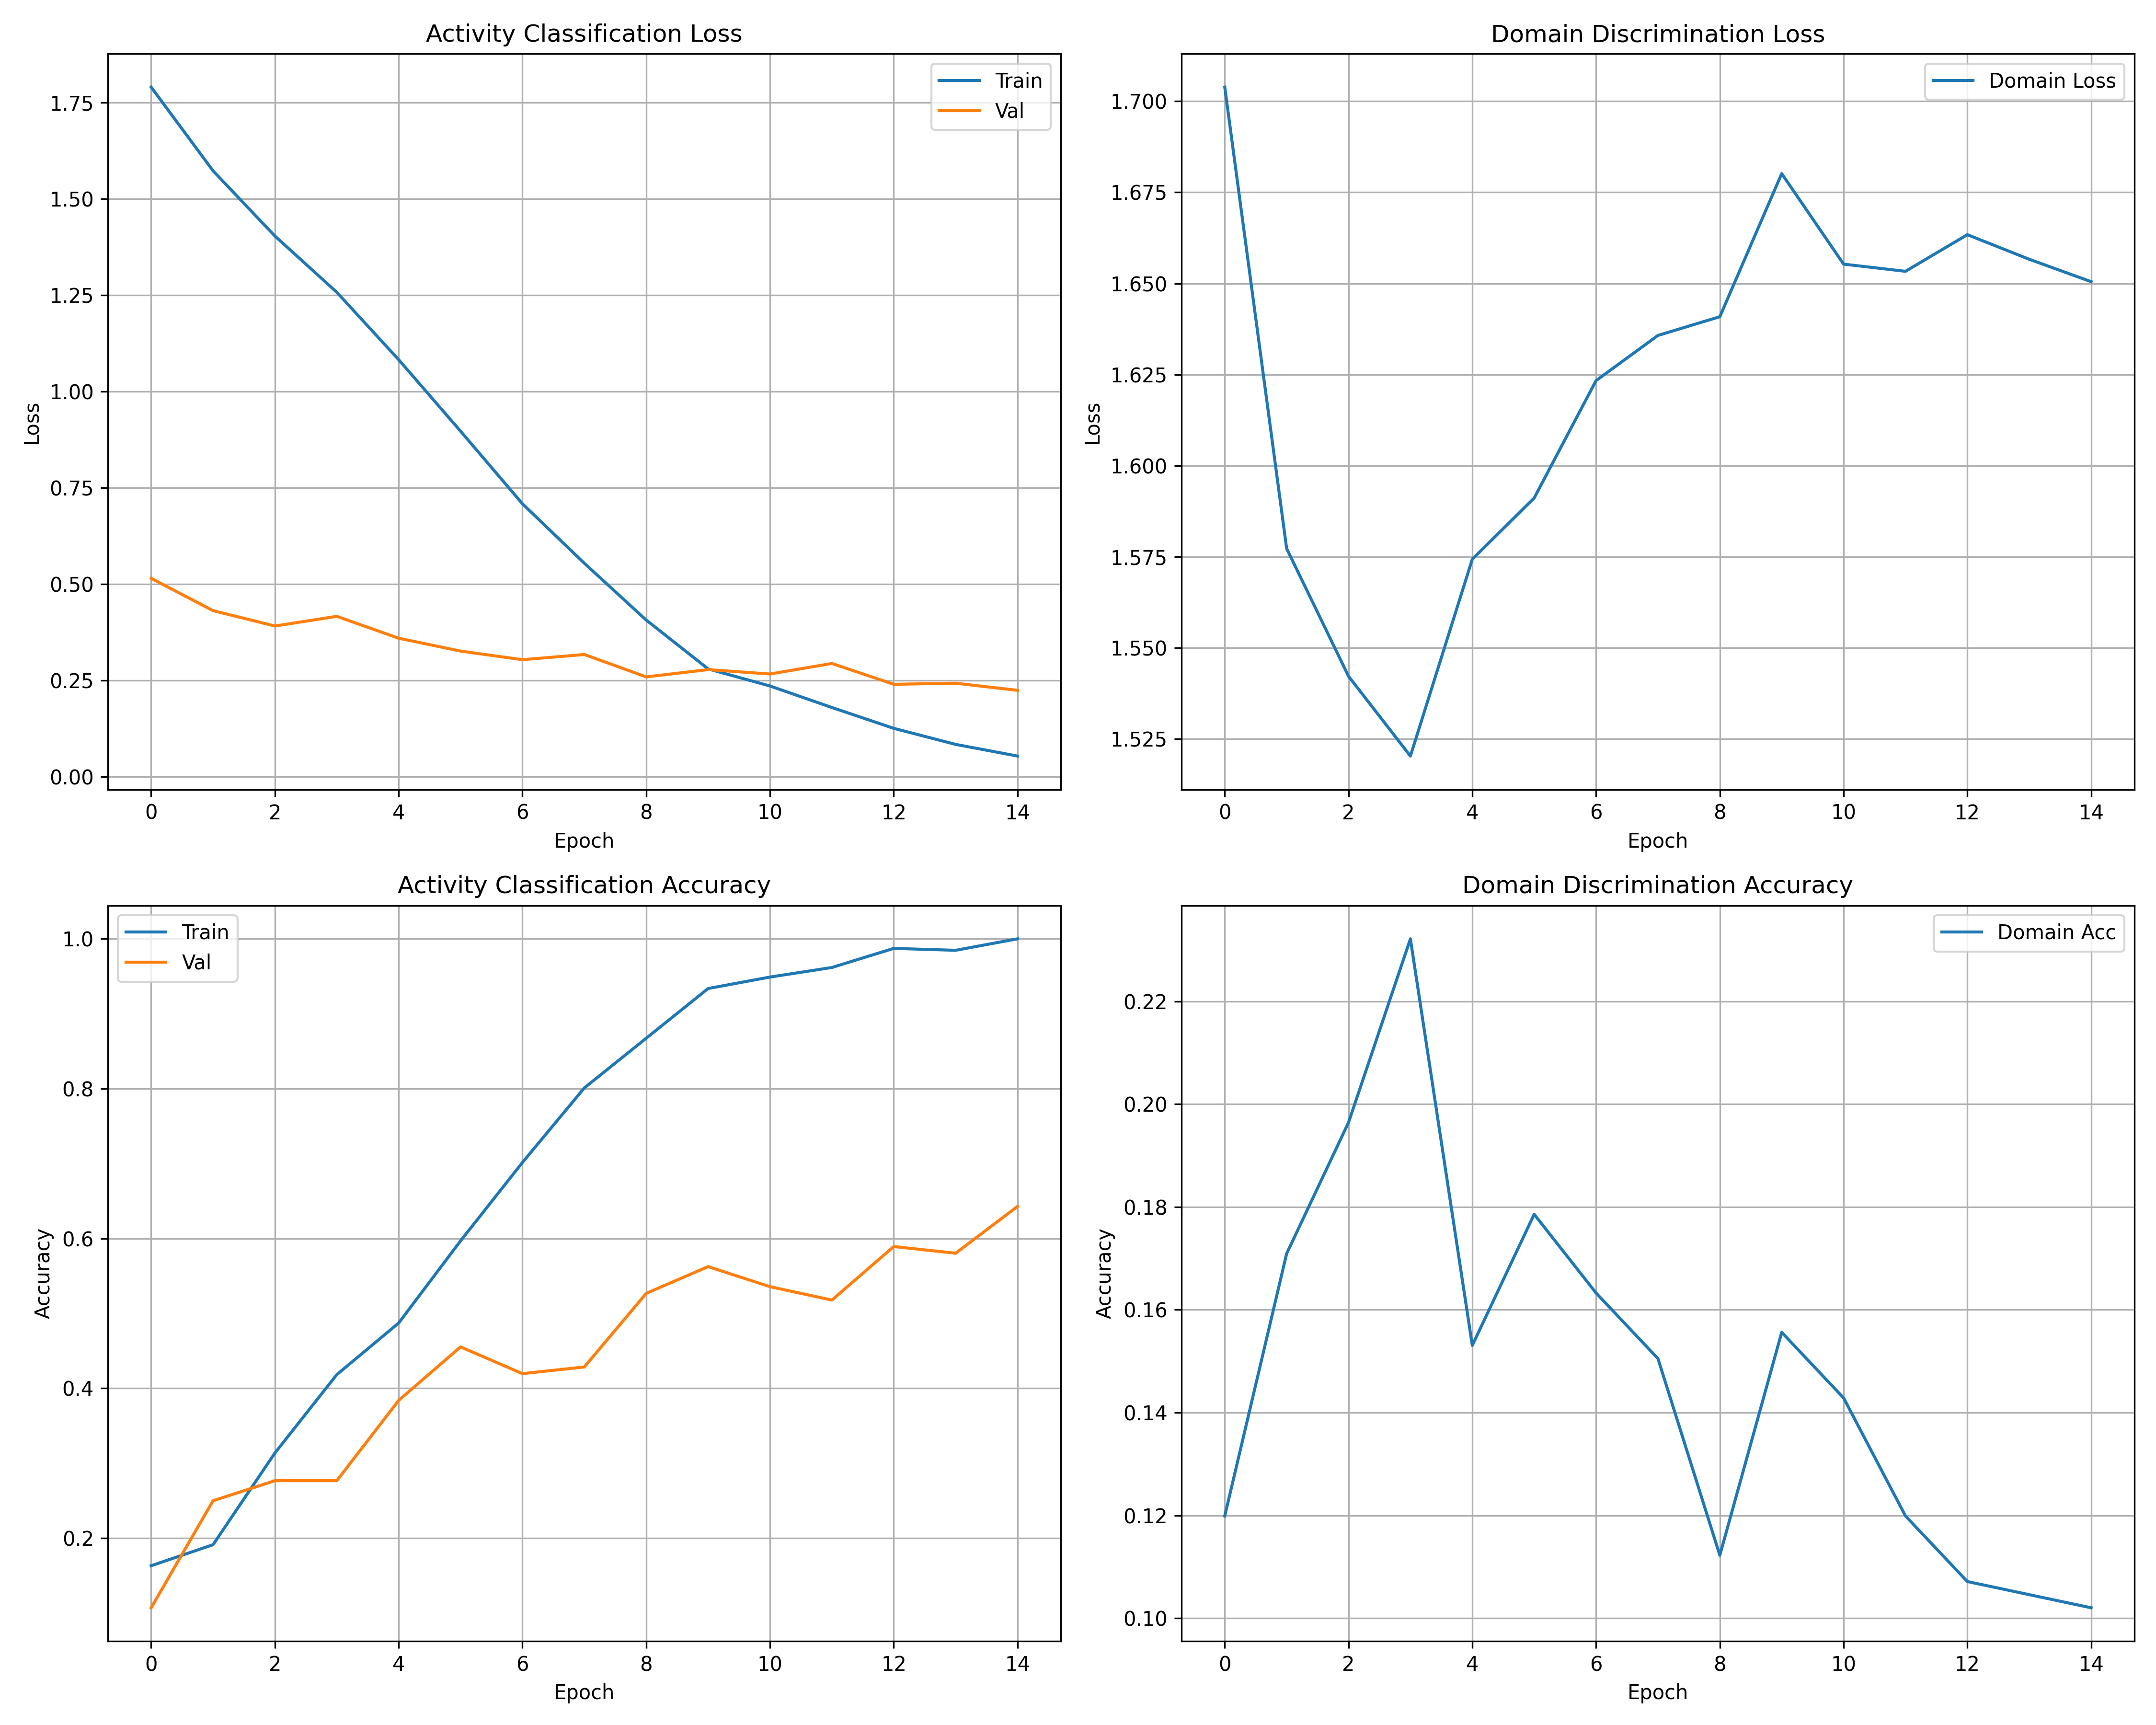 Activity Classification Loss
Train
Val
1.75
1.50
1.25
1.00
0.75
0.50
0.25
0.00
Loss
0 2 4 6 8 10 12 14
Epoch
Domain Discrimination Loss
Domain Loss
1.700
1.675
1.650
1.625
1.600
1.575
1.550
1.525
Loss
0 2 4 6 8 10 12 14
Epoch
Activity Classification Accuracy
Train
Val
1.0
0.8
0.6
0.4
0.2
Accuracy
0 2 4 6 8 10 12 14
Epoch
Domain Discrimination Accuracy
Domain Acc
0.22
0.20
0.18
0.16
0.14
0.12
0.10
Accuracy
0 2 4 6 8 10 12 14
Epoch